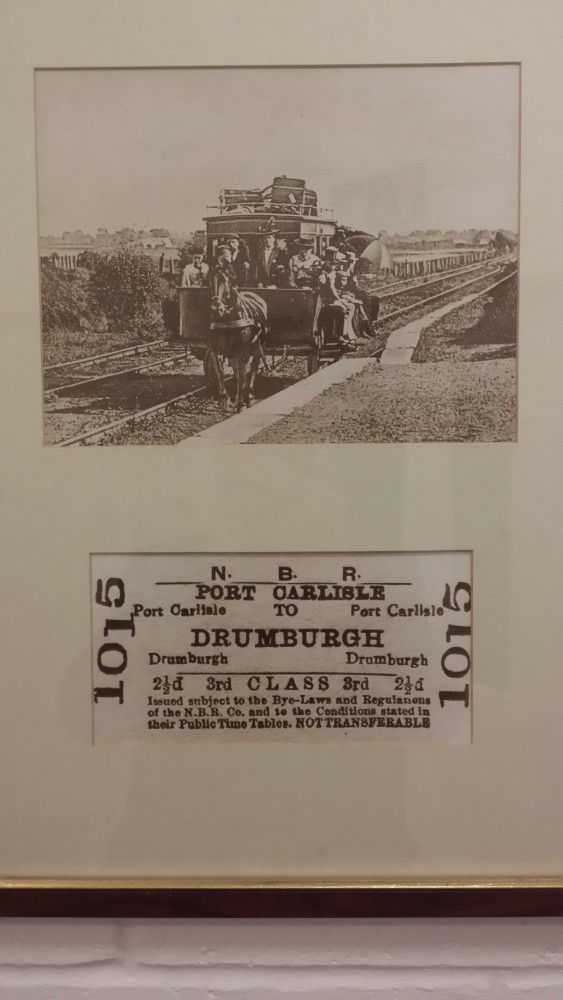 N. B. R.
PORT CARLISLE
Port Carlisle TO Port Carlisle
DRUMBURGH
Drumburgh Drumburgh
2½d 3rd CLASS 3rd 2½d
Issued subject to the Bye-Laws and Regulations
of the N.B.R. Co. and to the Conditions stated in
their Public Time Tables. NOT TRANSFERABLE
1015
1015